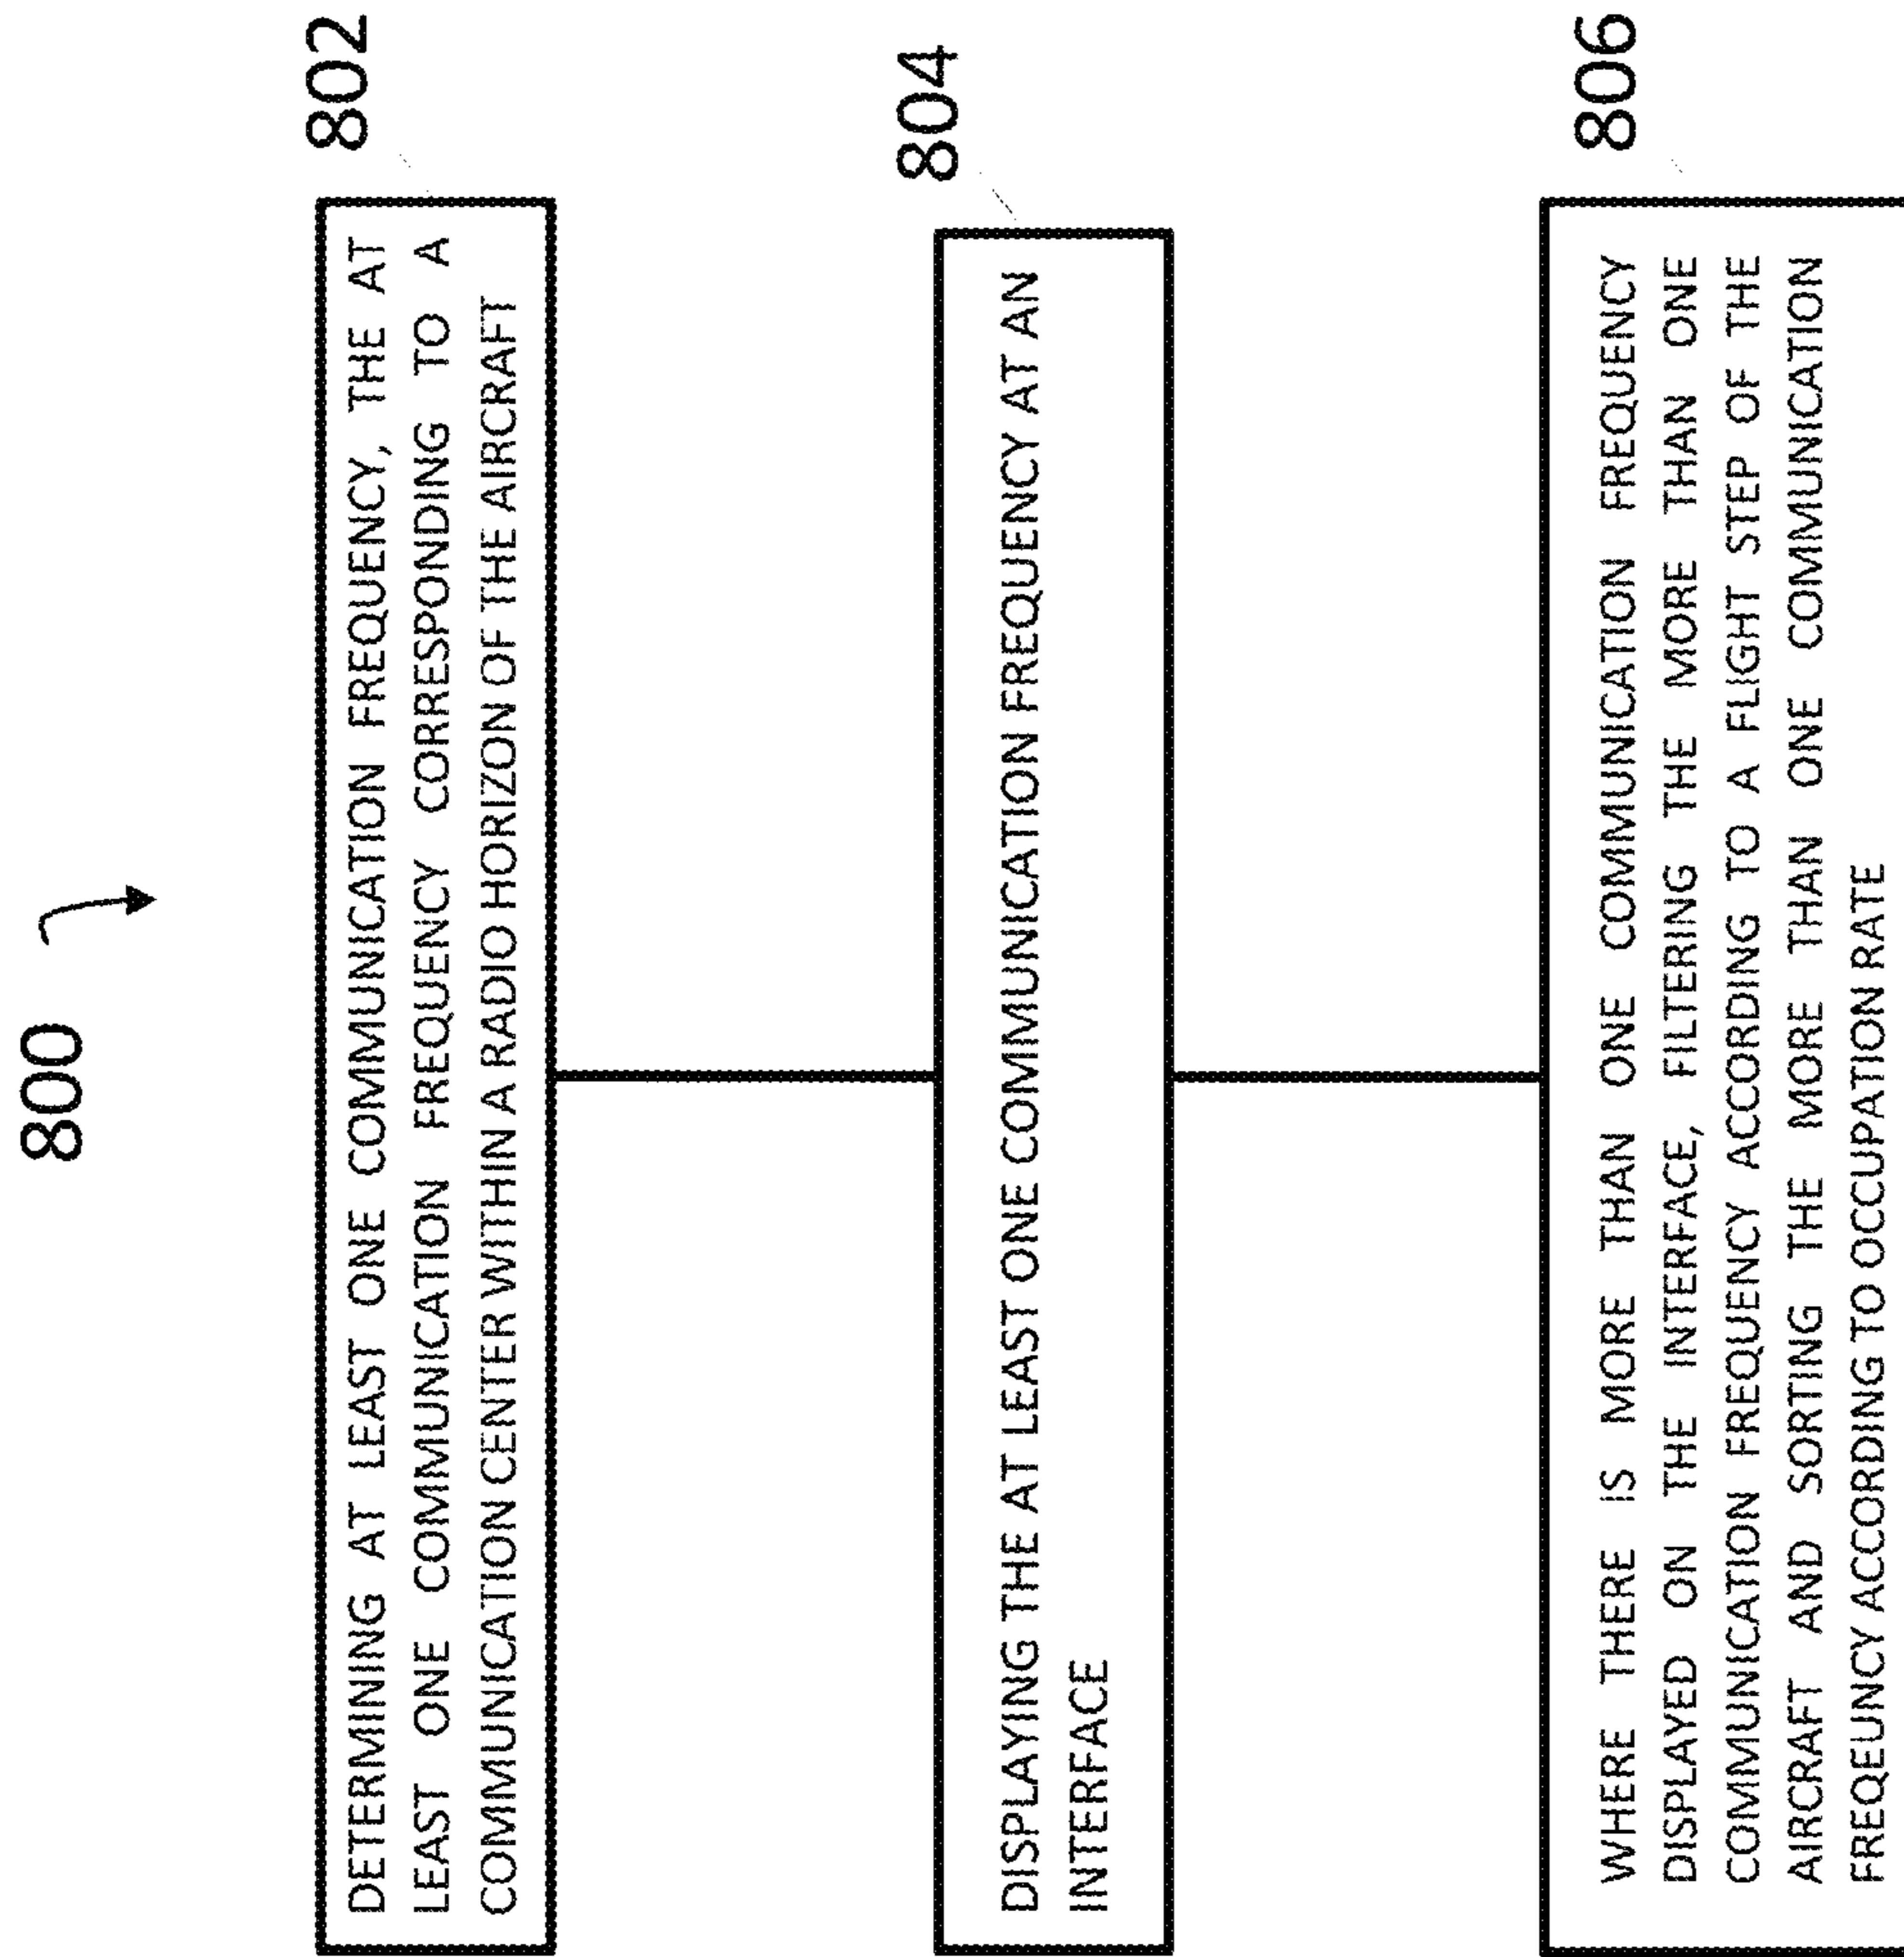 800
802
DETERMINING AT LEAST ONE COMMUNICATION FREQUENCY, THE AT
LEAST ONE COMMUNICATION FREQUENCY CORRESPONDING TO A
COMMUNICATION CENTER WITHIN A RADIO HORIZON OF THE AIRCRAFT
804
DISPLAYING THE AT LEAST ONE COMMUNICATION FREQUENCY AT AN
INTERFACE
806
WHERE THERE IS MORE THAN ONE COMMUNICATION FREQUENCY
DISPLAYED ON THE INTERFACE, FILTERING THE MORE THAN ONE
COMMUNICATION FREQUENCY ACCORDING TO A FLIGHT STEP OF THE
AIRCRAFT AND SORTING THE MORE THAN ONE COMMUNICATION
FREQEUNCY ACCORDING TO OCCUPATION RATE